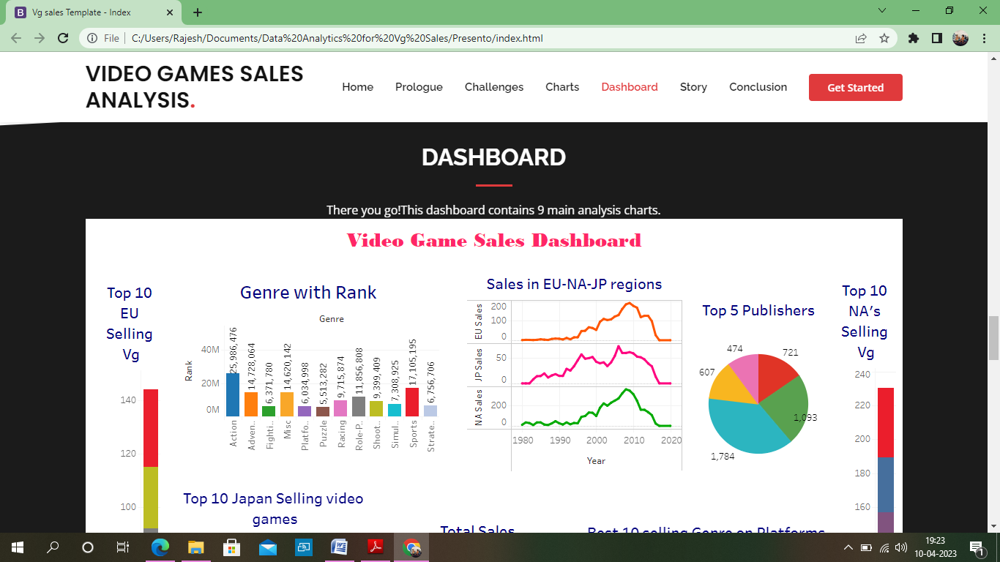 Vg sales Template - Index
File
C:/Users/Rajesh/Documents/Data%20Analytics%20for%20Vg%20Sales/Presento/index.html
VIDEO GAMES SALES
ANALYSIS.
Home
Prologue
Challenges
Charts
Dashboard
Story
Conclusion
Get Started
DASHBOARD
There you go!This dashboard contains 9 main analysis charts.
Video Game Sales Dashboard
Top 10
EU
Selling
Vg
140
120
100
Genre with Rank
Genre
Rank
40M
20M
0M
25,986,476
14,728,064
6,371,780
14,620,142
6,034,998
5,513,282
9,715,874
11,856,808
9,399,409
7,308,925
17,105,195
6,756,706
Action
Adven..
Fighti..
Misc
Platfo..
Puzzle
Racing
Role-P..
Shoot..
Simul..
Sports
Strate..
Sales in EU-NA-JP regions
EU Sales
200
100
0
JP Sales
50
0
NA Sales
200
0
1980
1990
2000
2010
2020
Year
Top 5 Publishers
474
721
607
1,093
1,784
Top 10
NA's
Selling
Vg
240
220
200
180
160
Top 10 Japan Selling video
games
Total Sales
Best 10 selling Genre on Platforms
19:23
10-04-2023
1